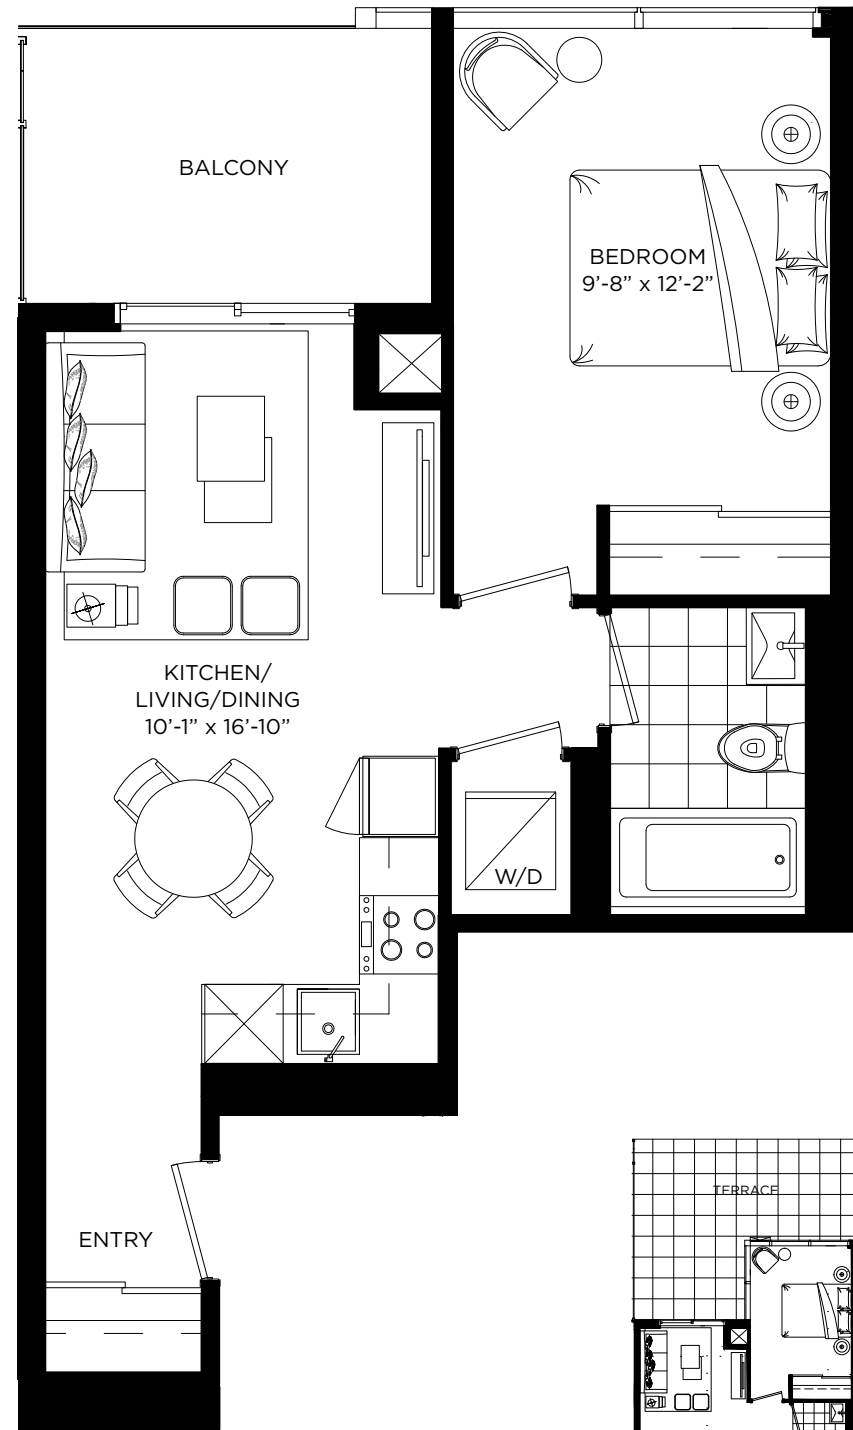 BALCONY
BEDROOM
9’-8” x 12’-2”
KITCHEN/
LIVING/DINING
10’-1” x 16’-10”
W/D
ENTRY
TERRACE